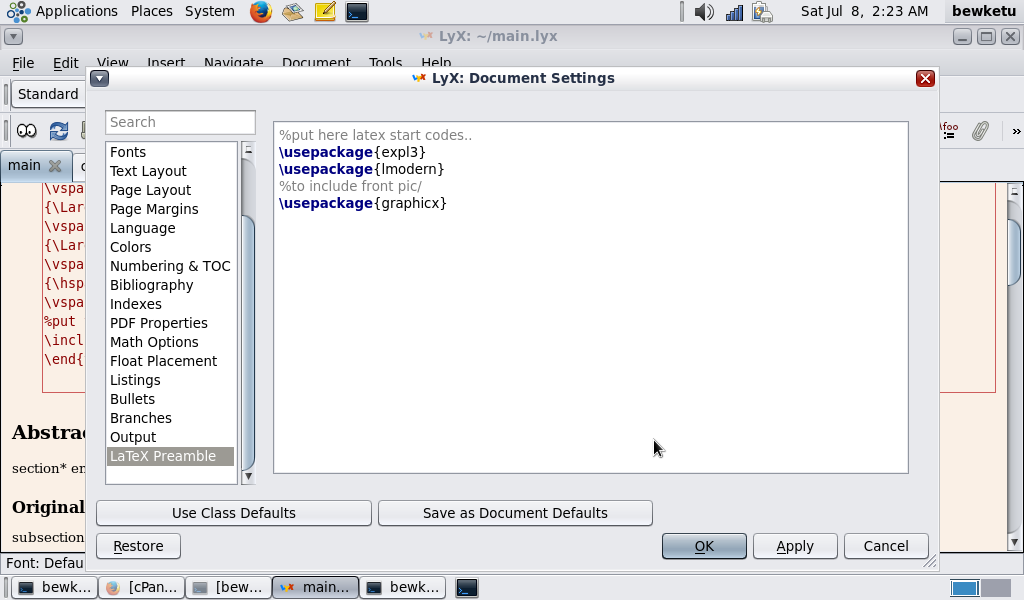 Applications Places System Sat Jul 8, 2:23 AM bewketu
LyX: ~/main.lyx
File Edit View Insert Navigate Document Tools Help
LyX: Document Settings
Standard
Search
foo
»
main
Fonts
Text Layout
Page Layout
Page Margins
Language
Colors
Numbering & TOC
Bibliography
Indexes
PDF Properties
Math Options
Float Placement
Listings
Bullets
Branches
Output
LaTeX Preamble
%put here latex start codes..
\usepackage{expl3}
\usepackage{lmodern}
%to include front pic/
\usepackage{graphicx}
\vspa
{\Lar
\vspa
{\Lar
\vspa
{\hsp
\vspa
%put
\incl
\end{
Abstra
section* en
Original
subsection
Use Class Defaults Save as Document Defaults
Restore OK Apply Cancel
Font: Defau
bewk... [cPan... [bew... main... bewk...